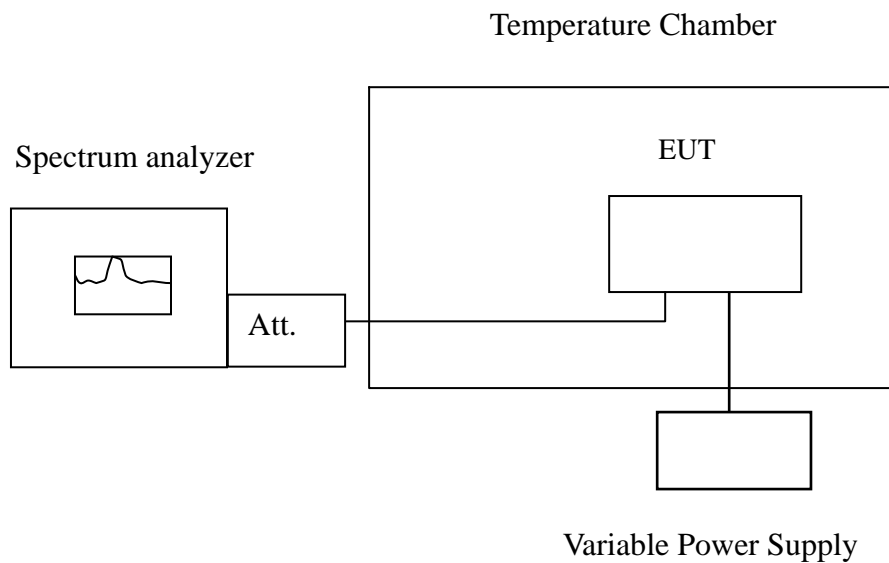 Temperature Chamber
Spectrum analyzer
EUT
Att.
Variable Power Supply